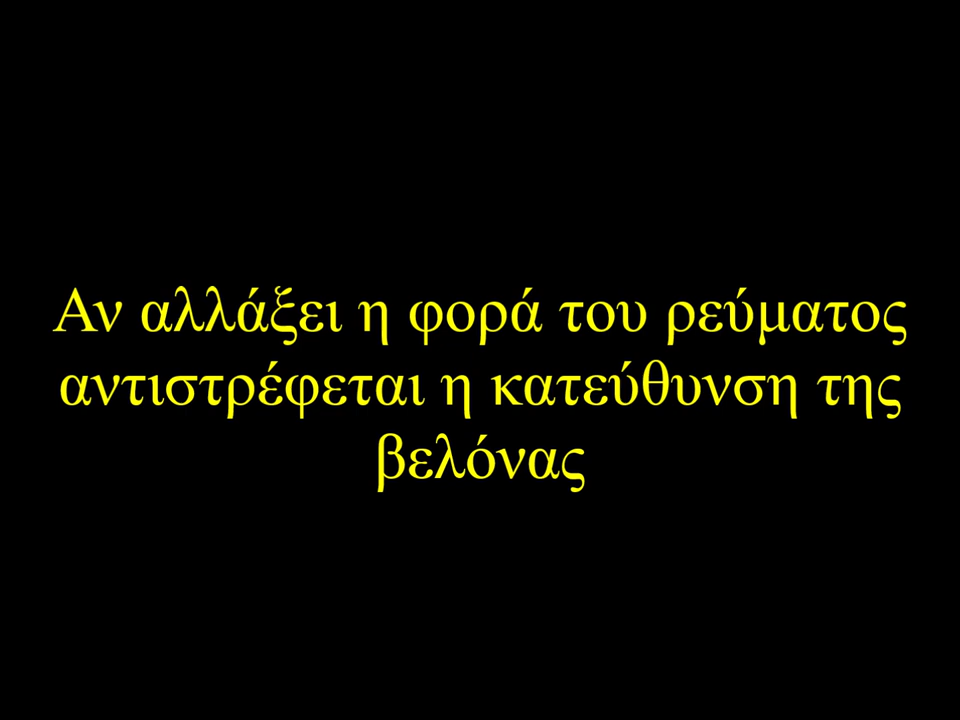 Αν αλλάξει η φορά του ρεύματος
αντιστρέφεται η κατεύθυνση της
βελόνας